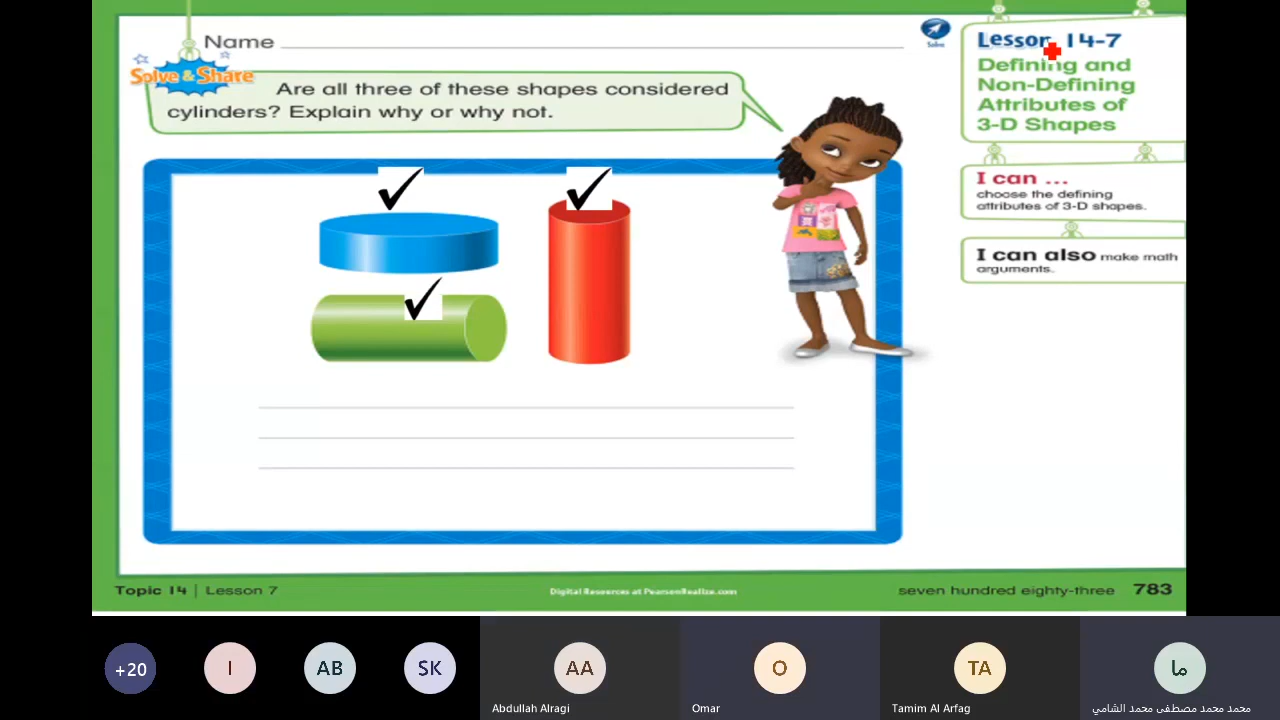 Name
Solve & Share
Are all three of these shapes considered
cylinders? Explain why or why not.
Solve
Lesson 14-7
Defining and
Non-Defining
Attributes of
3-D Shapes
I can ...
choose the defining
attributes of 3-D shapes.
I can also make math
arguments.
Topic 14 | Lesson 7
Digital Resources at PearsonRealize.com
seven hundred eighty-three 783
+20
I
AB
SK
AA
O
TA
ما
Abdullah Alragi
Omar
Tamim Al Arfag
محمد محمد مصطفى محمد الشامي